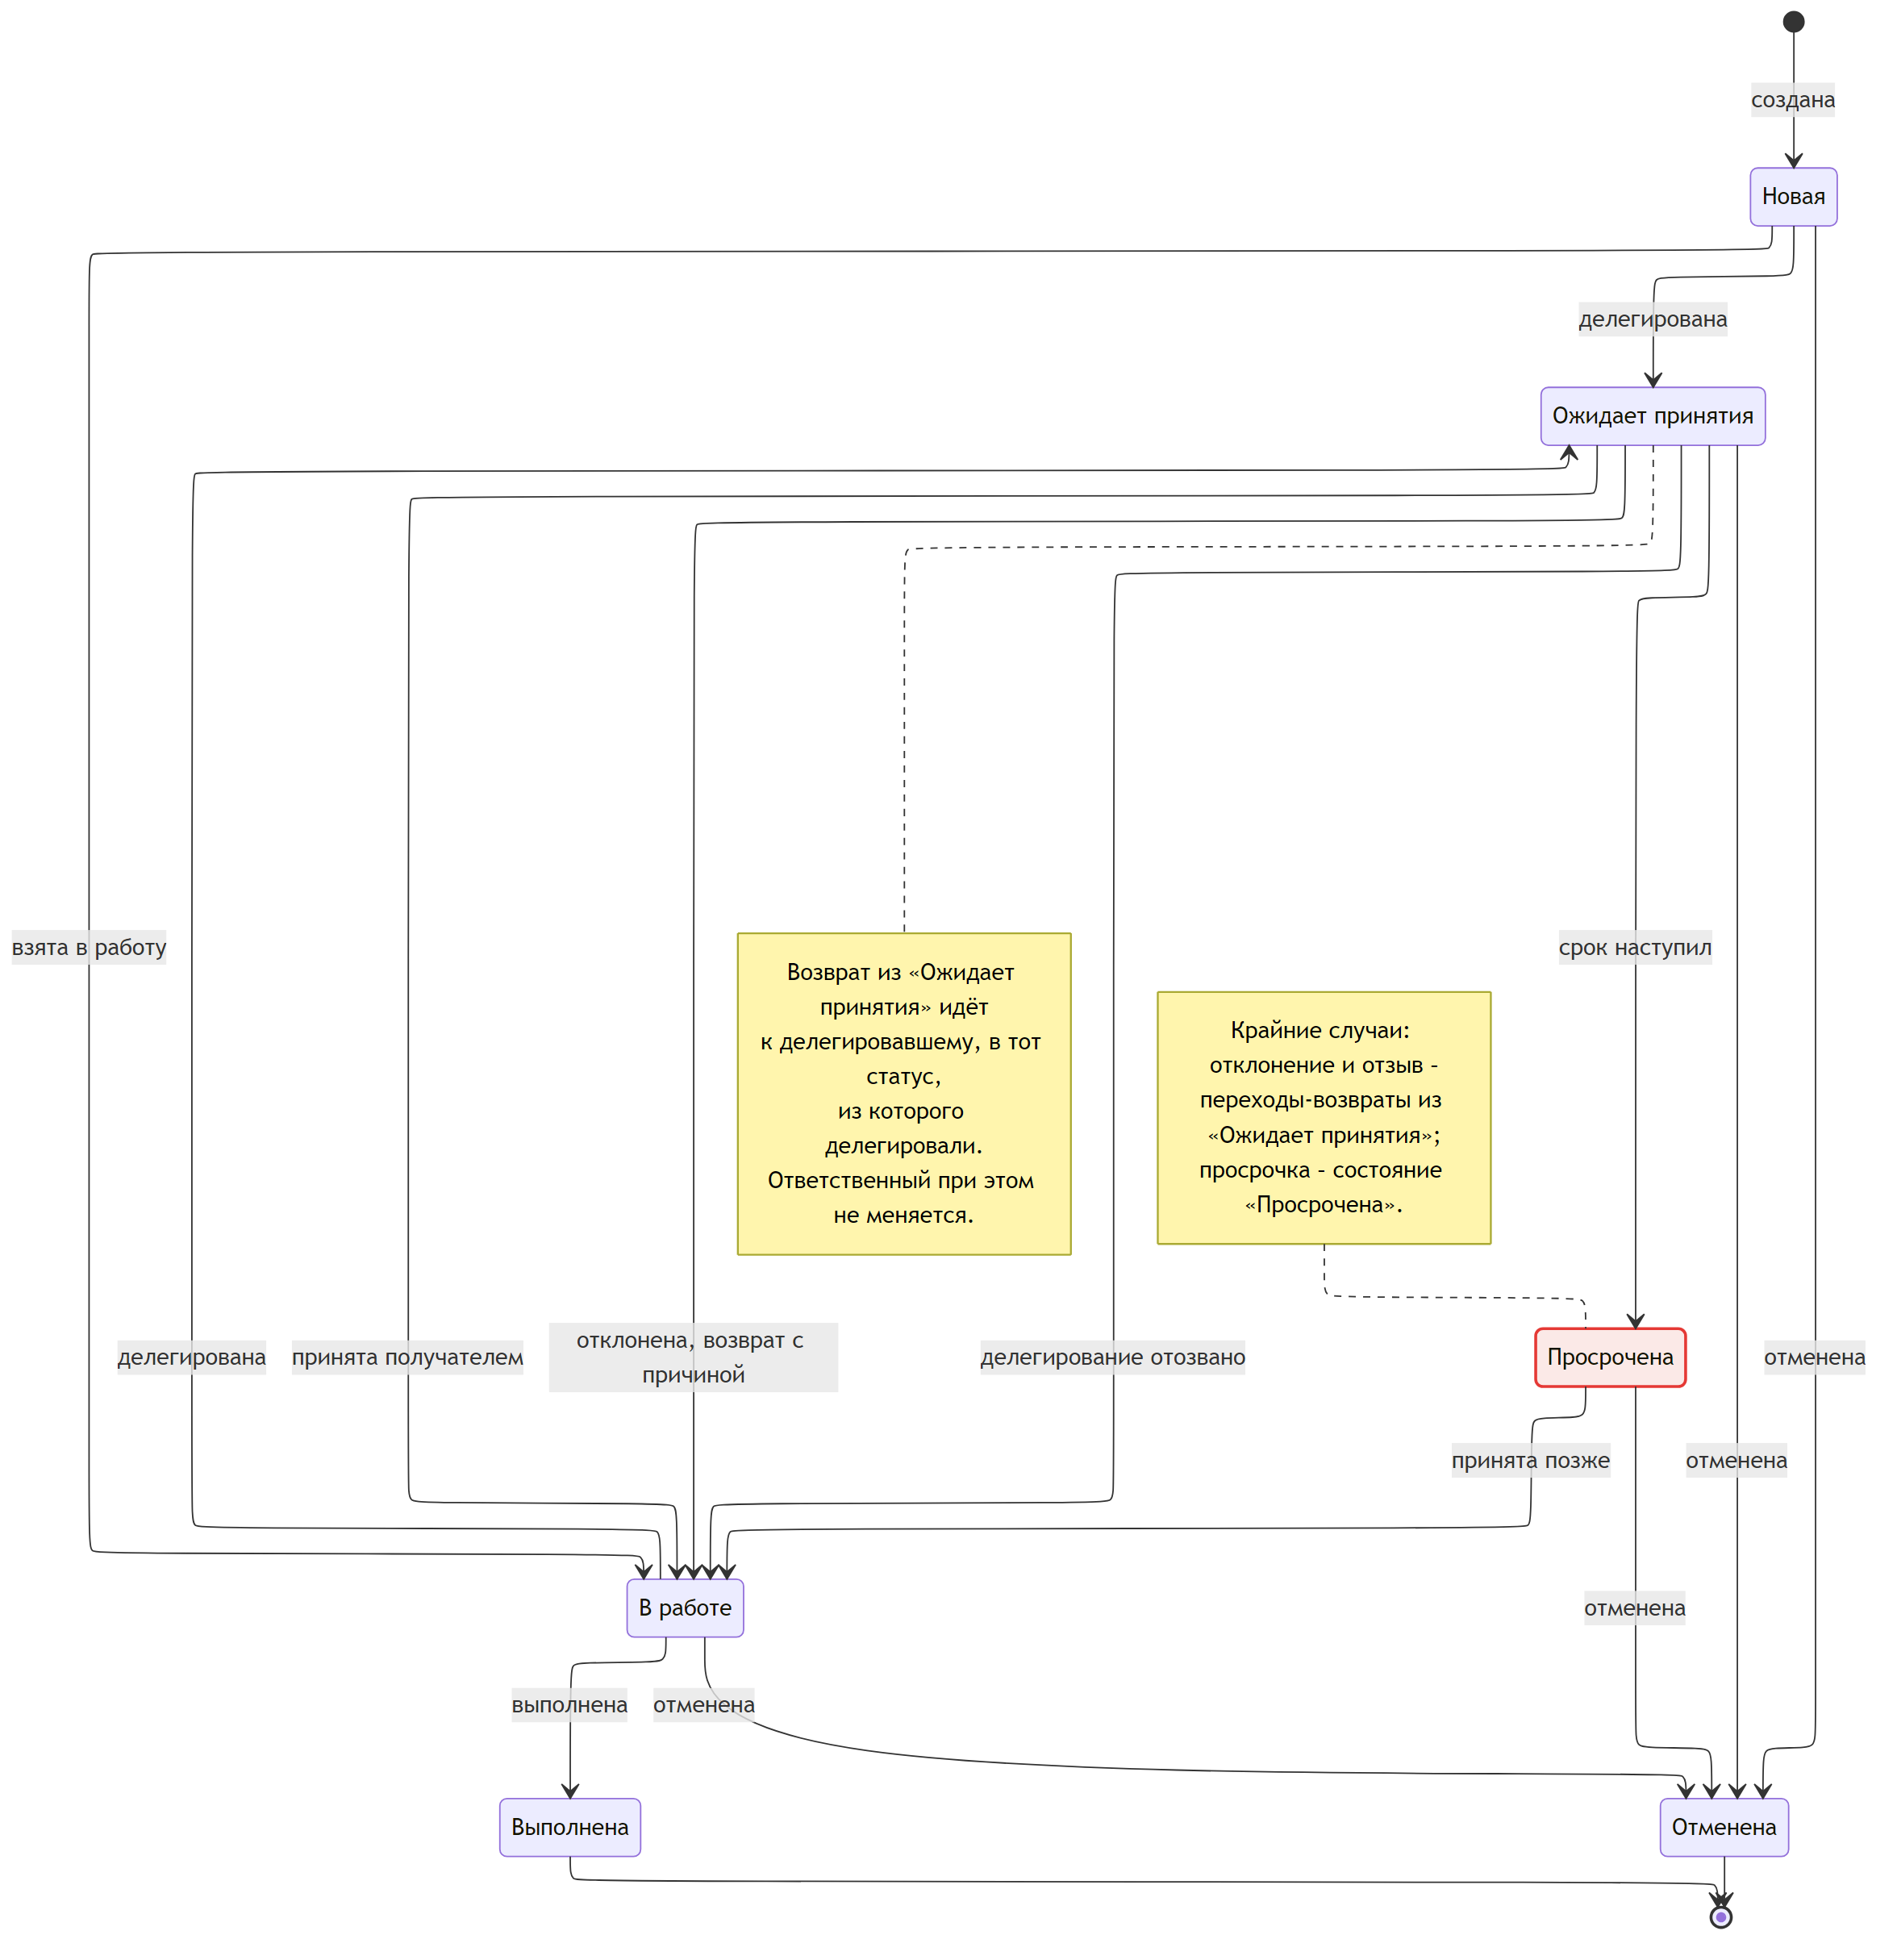 создана
Новая
делегирована
Ожидает принятия
взята в работу
срок наступил
Возврат из «Ожидает
принятия» идёт
к делегировавшему, в тот
статус,
из которого
делегировали.
Ответственный при этом
не меняется.
Крайние случаи:
отклонение и отзыв -
переходы-возвраты из
«Ожидает принятия»;
просрочка - состояние
«Просрочена».
делегирована
принята получателем
отклонена, возврат с
причиной
делегирование отозвано
Просрочена
отменена
принята позже
отменена
В работе
отменена
выполнена
отменена
Выполнена
Отменена